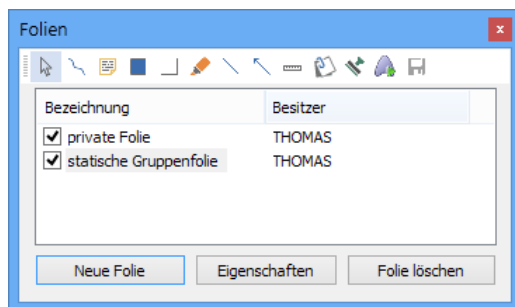 Folien
Bezeichnung Besitzer
private Folie THOMAS
statische Gruppenfolie THOMAS
Neue Folie Eigenschaften Folie löschen